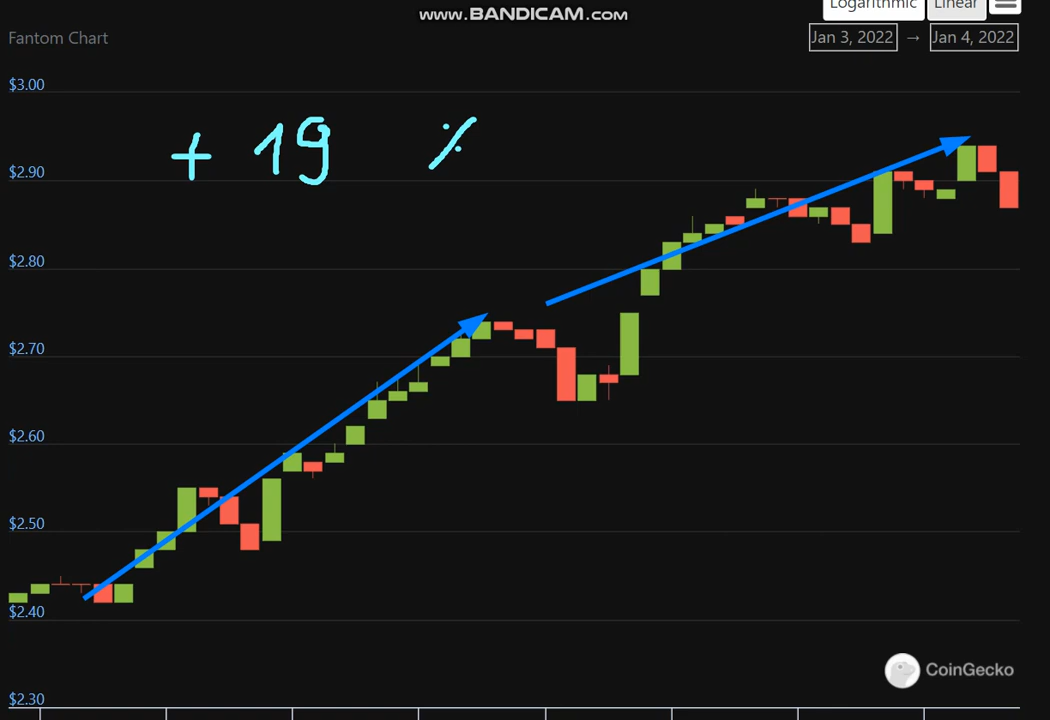 www.BANDICAM.com
Logarithmic Linear
Fantom Chart
Jan 3, 2022 → Jan 4, 2022
$3.00
+ 19 %
$2.90
$2.80
$2.70
$2.60
$2.50
$2.40
CoinGecko
$2.30